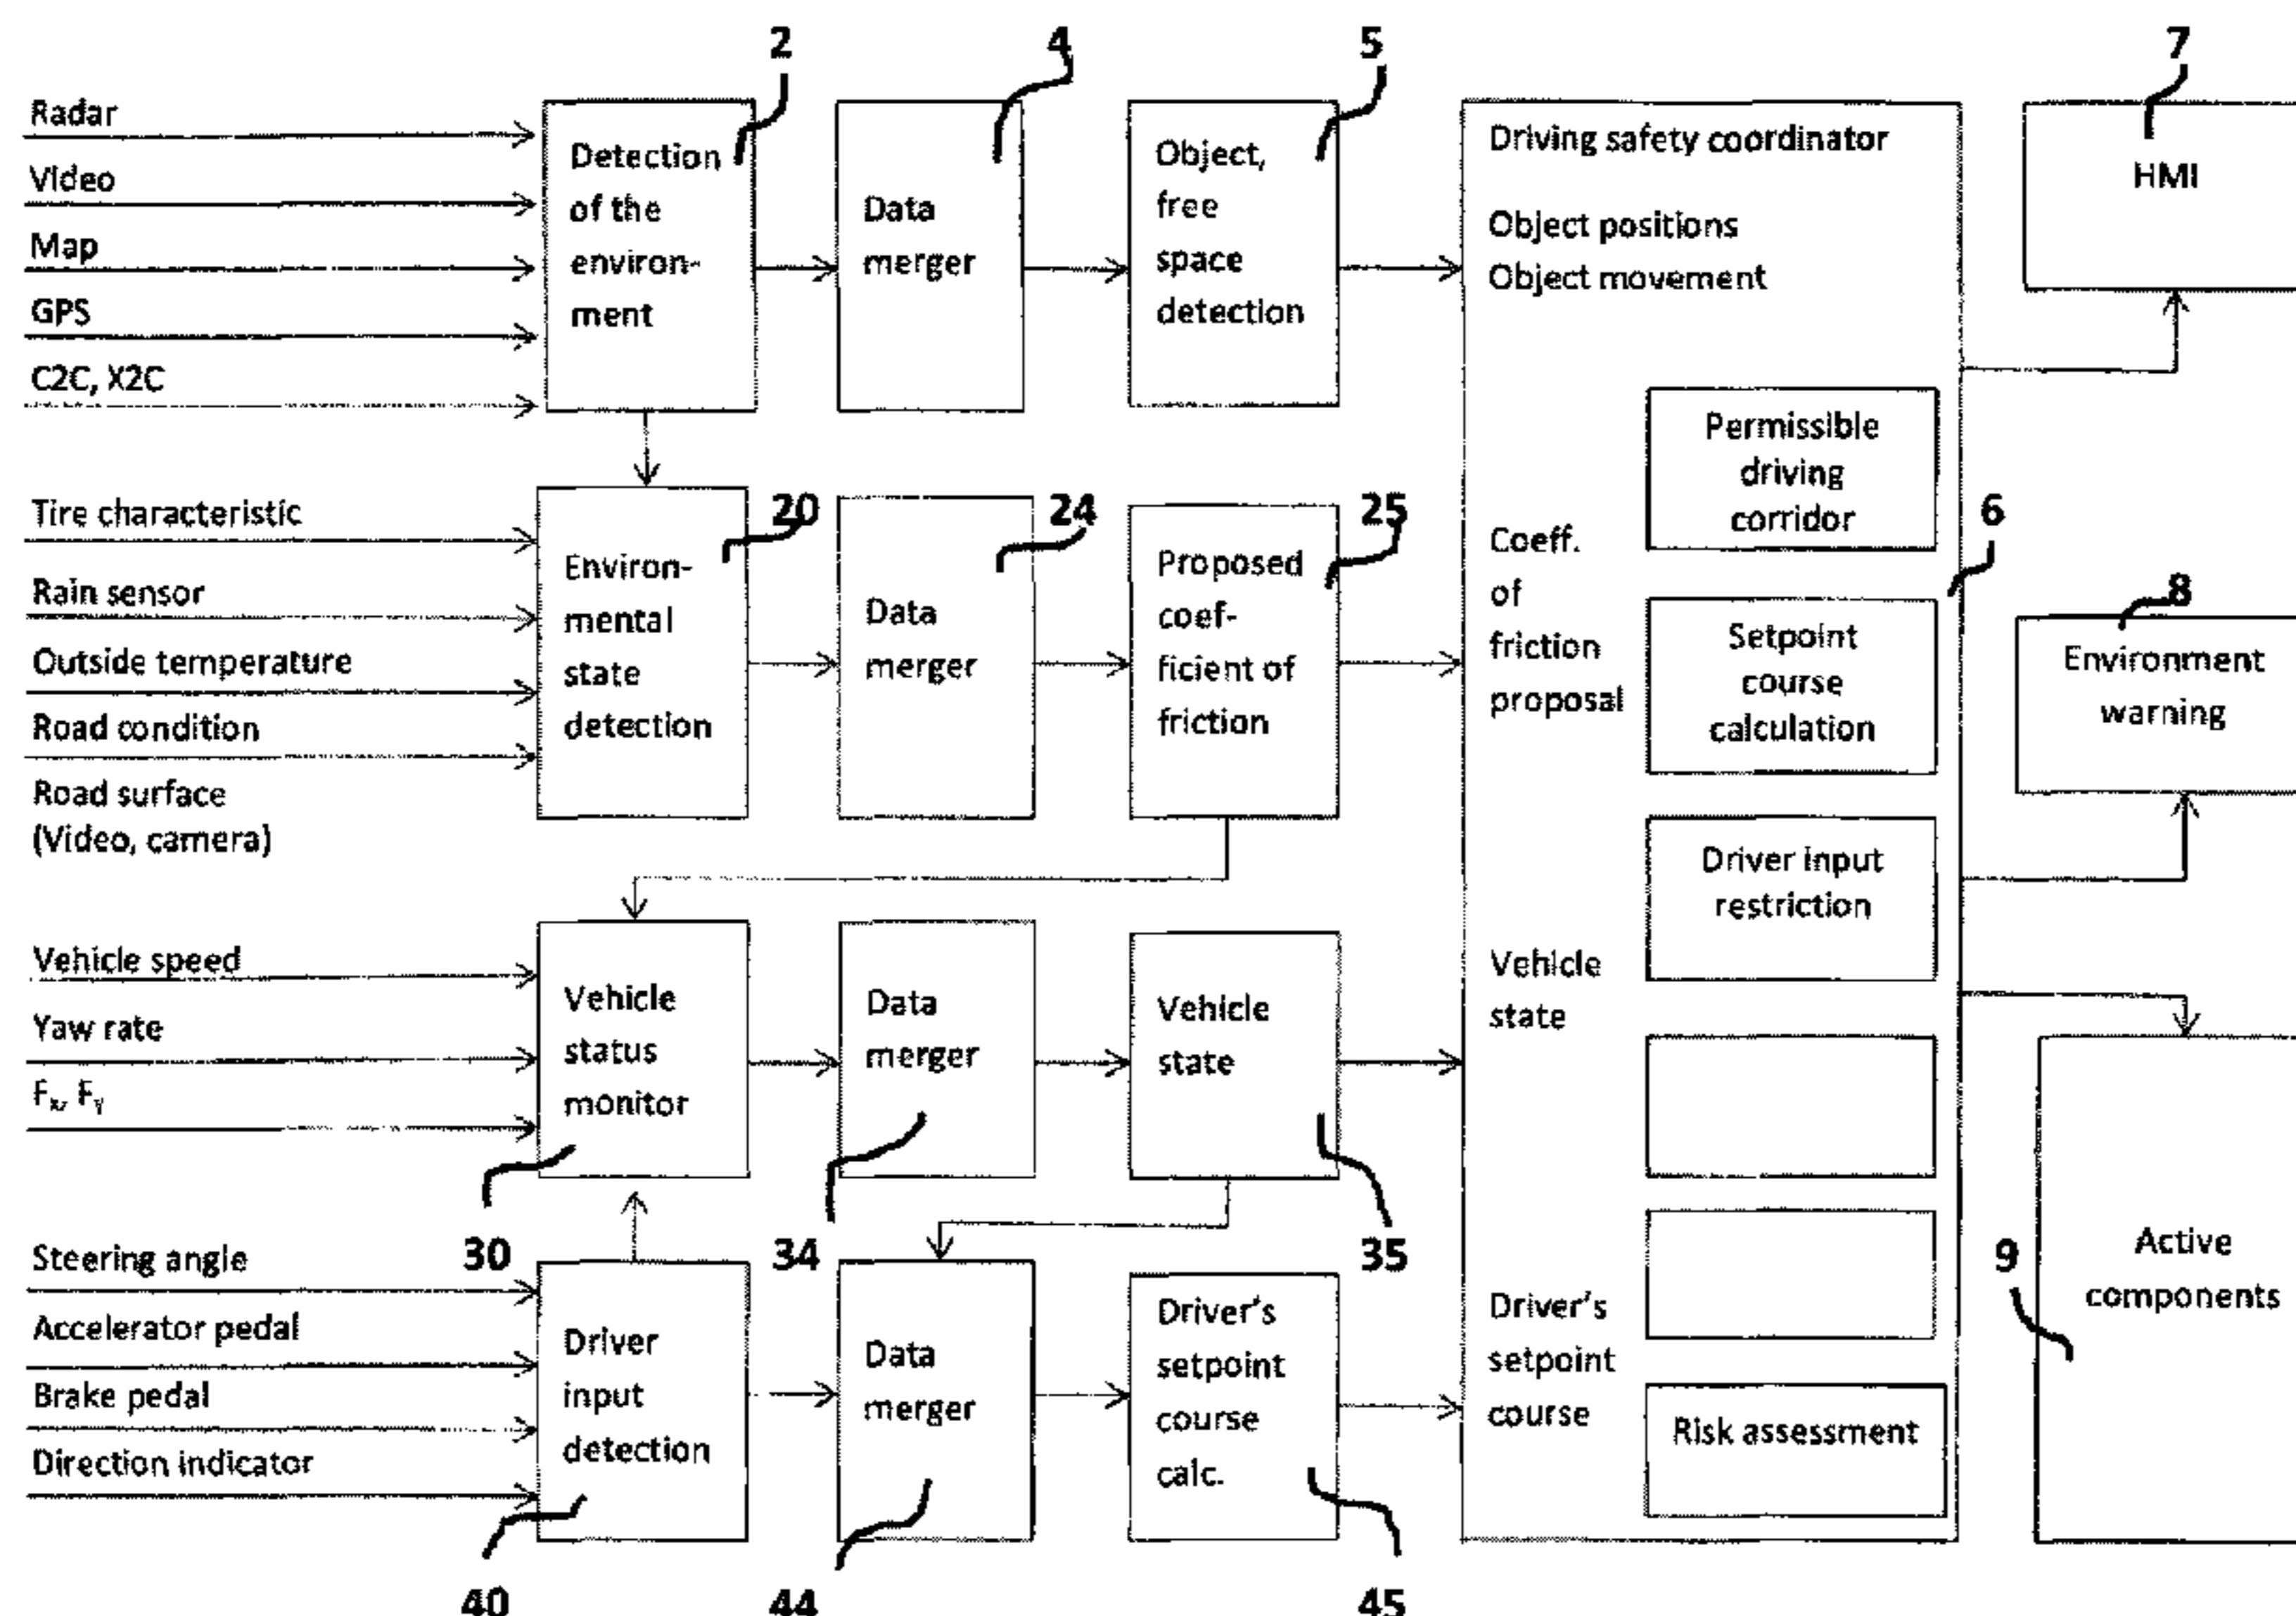 2
4
5
7
Radar
Video
Map
GPS
C2C, X2C
Detection
of the
environ-
ment
Data
merger
Object,
free
space
detection
Driving safety coordinator
Object positions
Object movement
HMI
Permissible
driving
corridor
6
Tire characteristic
Rain sensor
Outside temperature
Road condition
Road surface
(Video, camera)
20
Environ-
mental
state
detection
24
Data
merger
25
Proposed
coef-
ficient of
friction
Coeff.
of
friction
proposal
Setpoint
course
calculation
8
Environment
warning
Driver input
restriction
Vehicle speed
Yaw rate
Fx, Fy
Vehicle
status
monitor
Data
merger
Vehicle
state
Vehicle
state
30
34
35
Steering angle
Accelerator pedal
Brake pedal
Direction indicator
Driver
input
detection
Data
merger
Driver's
setpoint
course
calc.
Driver's
setpoint
course
Risk assessment
9
Active
components
40
44
45